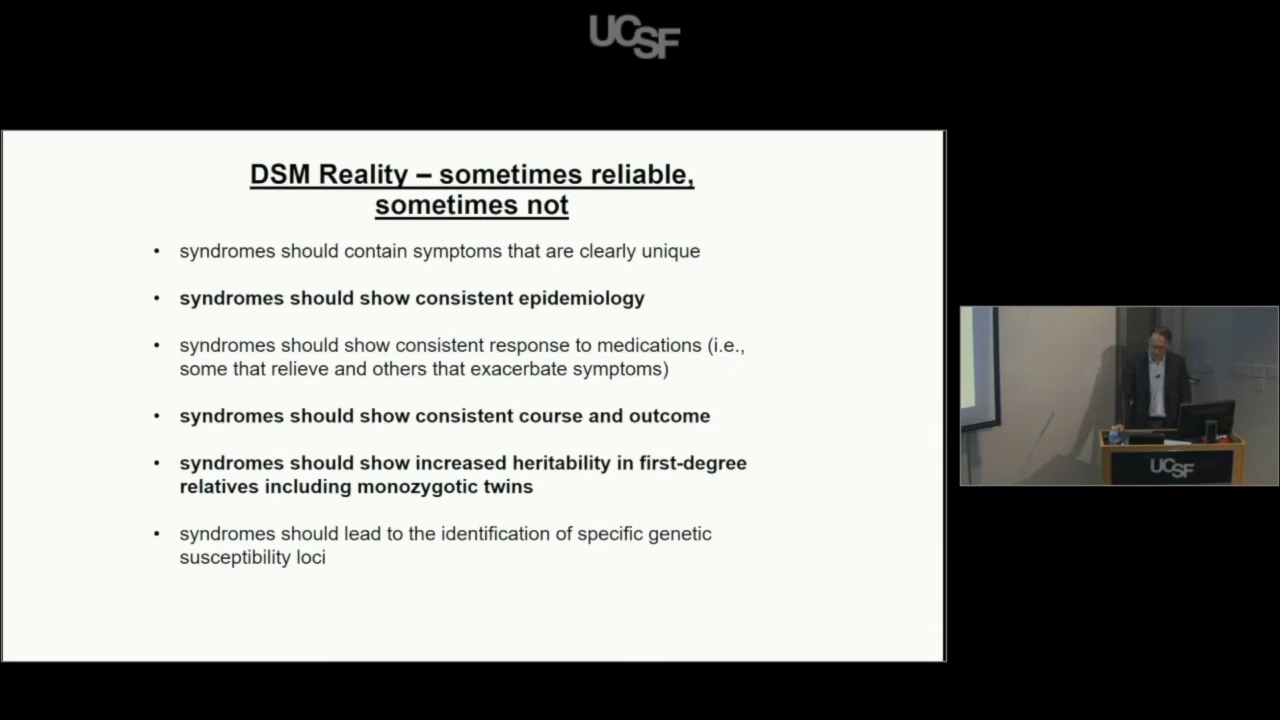 UCSF
DSM Reality – sometimes reliable,
sometimes not
• syndromes should contain symptoms that are clearly unique
• syndromes should show consistent epidemiology
• syndromes should show consistent response to medications (i.e.,
some that relieve and others that exacerbate symptoms)
• syndromes should show consistent course and outcome
• syndromes should show increased heritability in first-degree
relatives including monozygotic twins
• syndromes should lead to the identification of specific genetic
susceptibility loci
UCSF